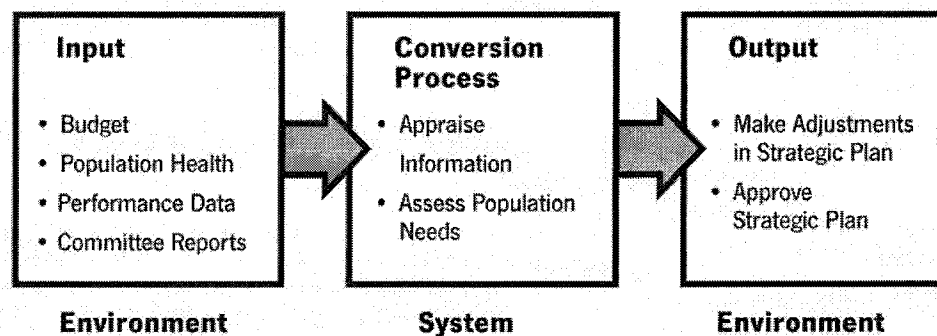 Input
• Budget
• Population Health
• Performance Data
• Committee Reports
Environment
Conversion
Process
• Appraise
Information
• Assess Population
Needs
System
Output
• Make Adjustments
in Strategic Plan
• Approve
Strategic Plan
Environment